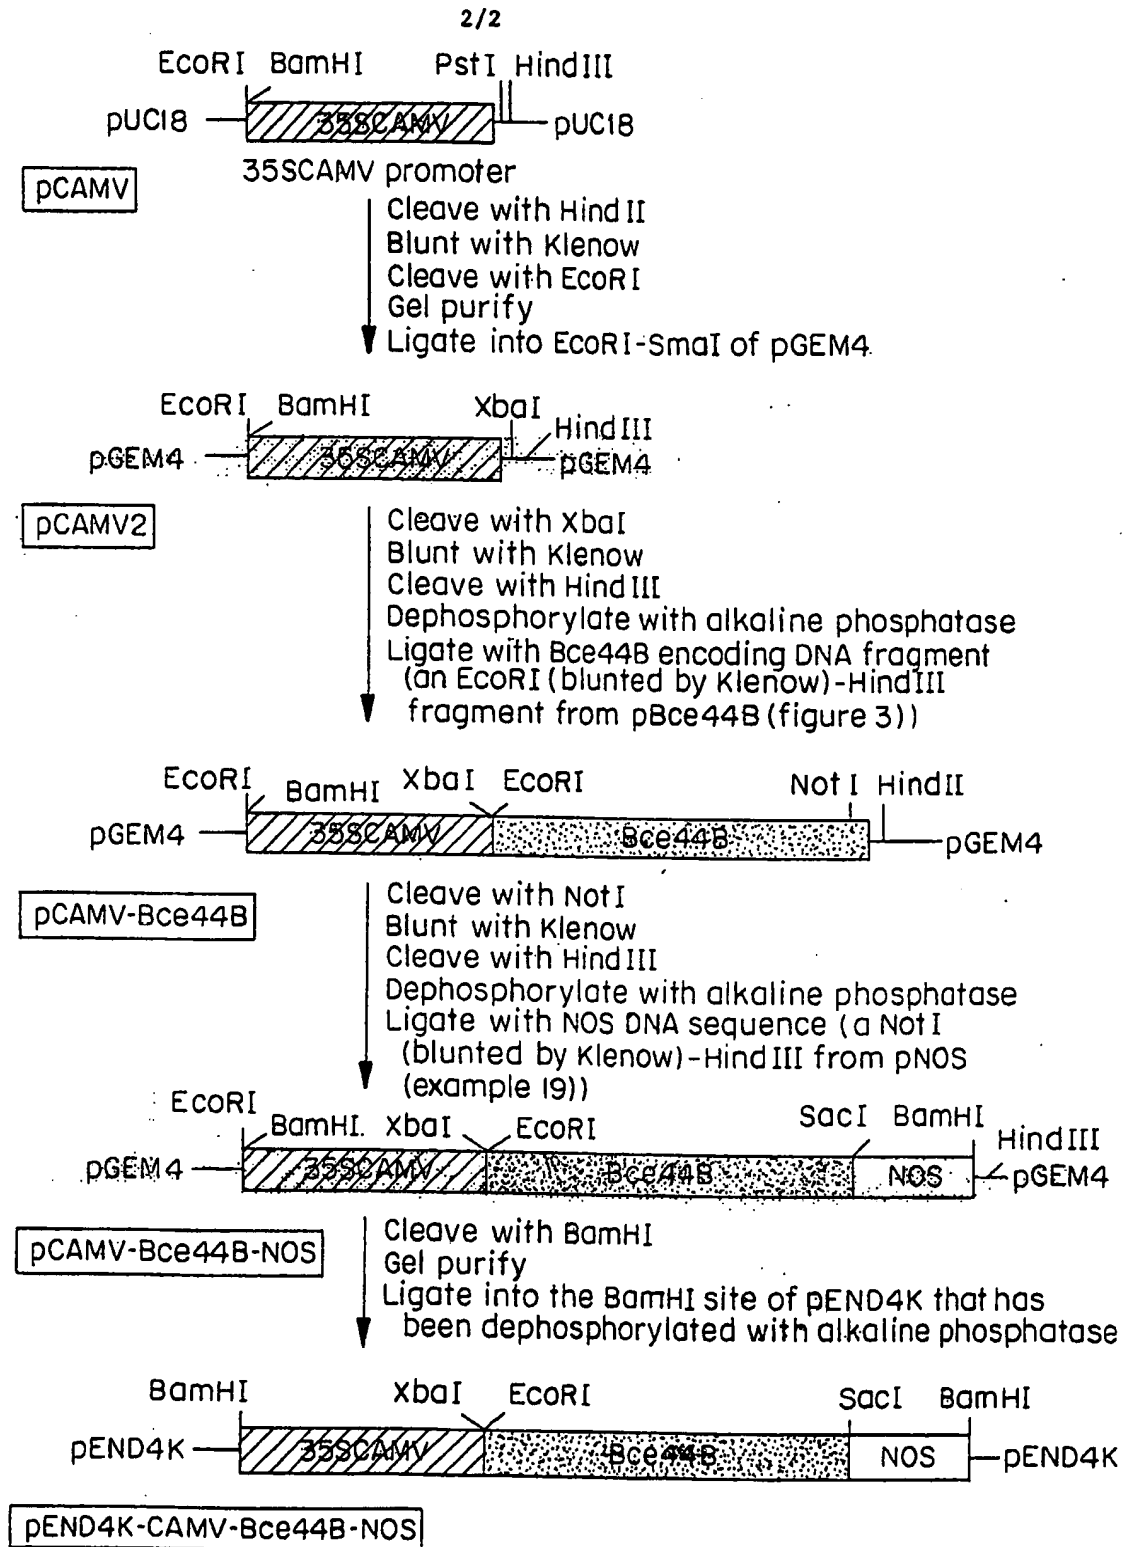 2/2
EcoRI BamHI PstI HindIII
pUC18 35SCAMV pUC18
35SCAMV promoter
pCAMV
Cleave with HindII
Blunt with Klenow
Cleave with EcoRI
Gel purify
Ligate into EcoRI-SmaI of pGEM4
EcoRI BamHI XbaI HindIII
pGEM4 35SCAMV pGEM4
pCAMV2
Cleave with XbaI
Blunt with Klenow
Cleave with HindIII
Dephosphorylate with alkaline phosphatase
Ligate with Bce44B encoding DNA fragment
(an EcoRI (blunted by Klenow)-HindIII
fragment from pBce44B (figure 3))
EcoRI BamHI XbaI EcoRI NotI HindII
pGEM4 35SCAMV Bce44B pGEM4
pCAMV-Bce44B
Cleave with NotI
Blunt with Klenow
Cleave with HindIII
Dephosphorylate with alkaline phosphatase
Ligate with NOS DNA sequence (a NotI
(blunted by Klenow)-HindIII from pNOS
(example 19))
EcoRI BamHI. XbaI EcoRI SacI BamHI HindIII
pGEM4 35SCAMV Bce44B NOS pGEM4
pCAMV-Bce44B-NOS
Cleave with BamHI
Gel purify
Ligate into the BamHI site of pEND4K that has
been dephosphorylated with alkaline phosphatase
BamHI XbaI EcoRI SacI BamHI
pEND4K 35SCAMV Bce44B NOS pEND4K
pEND4K-CAMV-Bce44B-NOS